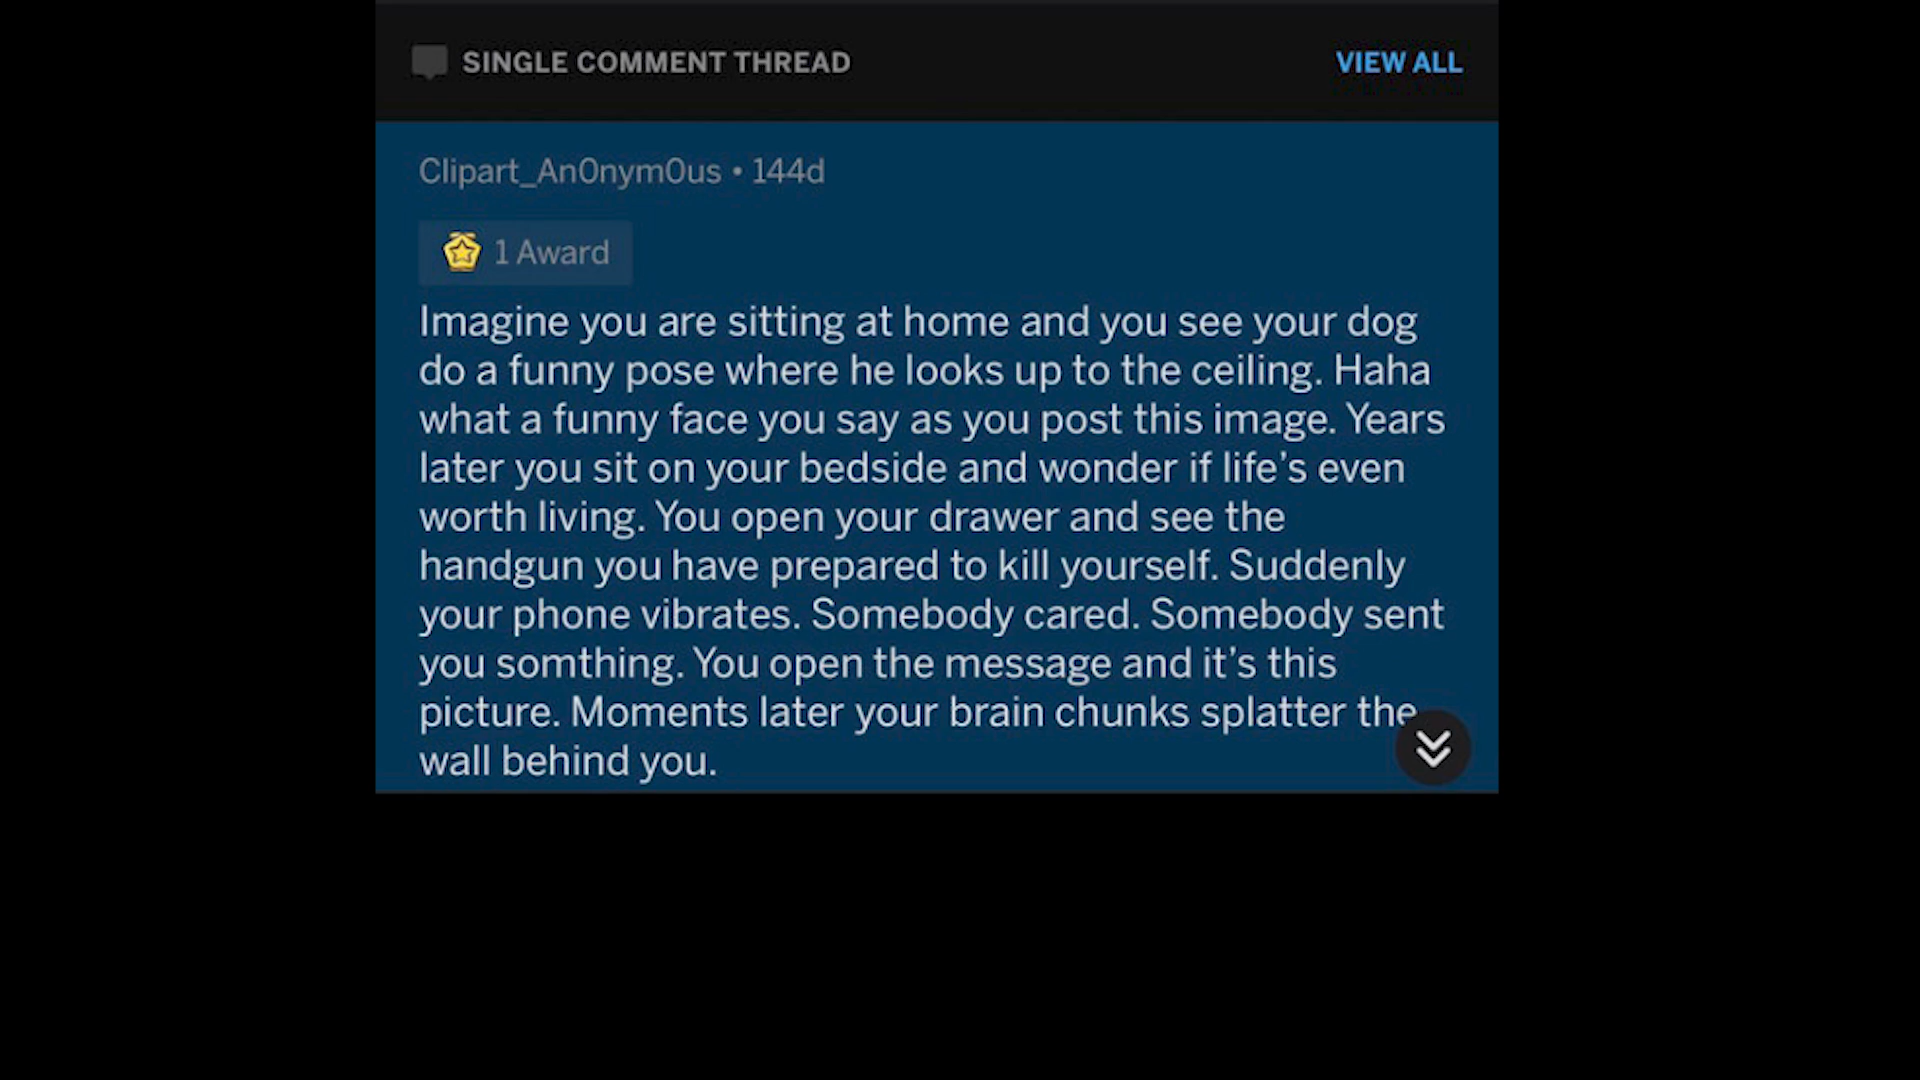 SINGLE COMMENT THREAD VIEW ALL
Clipart_An0nym0us • 144d
1 Award
Imagine you are sitting at home and you see your dog
do a funny pose where he looks up to the ceiling. Haha
what a funny face you say as you post this image. Years
later you sit on your bedside and wonder if life’s even
worth living. You open your drawer and see the
handgun you have prepared to kill yourself. Suddenly
your phone vibrates. Somebody cared. Somebody sent
you somthing. You open the message and it’s this
picture. Moments later your brain chunks splatter the
wall behind you.